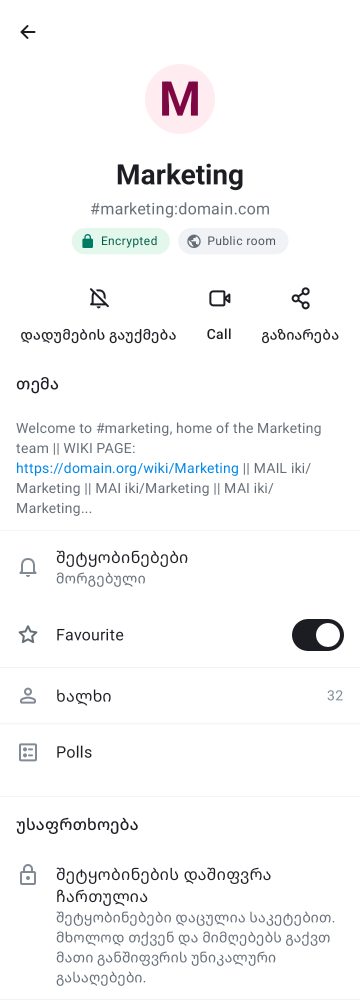 M
Marketing
#marketing:domain.com
Encrypted Public room
დადუმების გაუქმება Call გაზიარება
თემა
Welcome to #marketing, home of the Marketing
team || WIKI PAGE:
https://domain.org/wiki/Marketing || MAIL iki/
Marketing || MAI iki/Marketing || MAI iki/
Marketing...
შეტყობინებები
მორგებული
Favourite
ხალხი 32
Polls
უსაფრთხოება
შეტყობინების დაშიფვრა
ჩართულია
შეტყობინებები დაცულია საკეტებით.
მხოლოდ თქვენ და მიმღებებს გაქვთ
მათი განშიფვრის უნიკალური
გასაღებები.